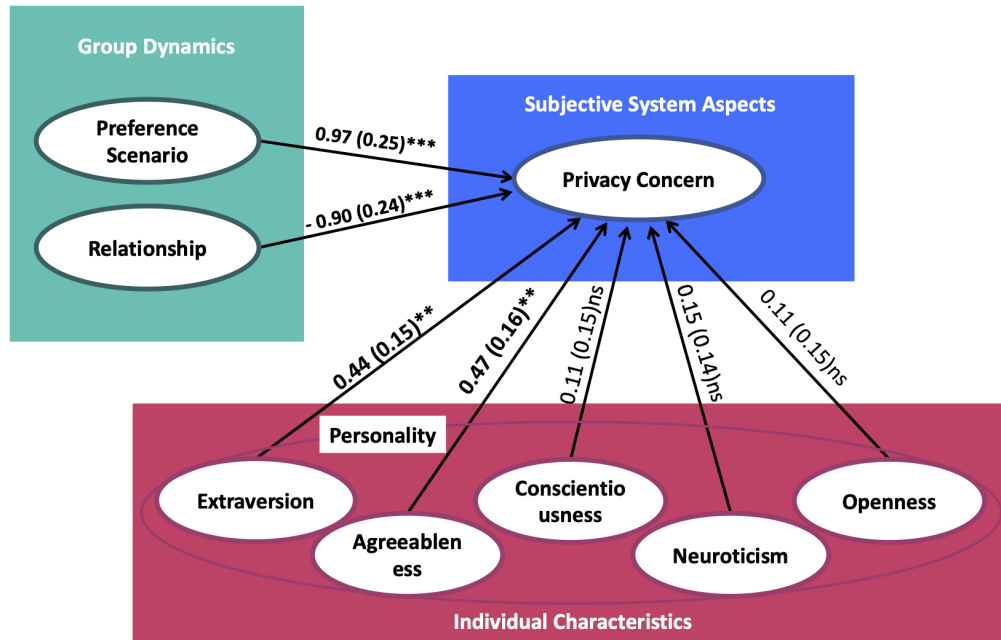 Group Dynamics
Preference
Scenario
Relationship
0.97 (0.25)***
- 0.90 (0.24)***
Subjective System Aspects
Privacy Concern
0.44 (0.15)**
0.47 (0.16)**
0.11 (0.15)ns
0.15 (0.14)ns
0.11 (0.15)ns
Personality
Extraversion
Agreeablen
ess
Conscientio
usness
Neuroticism
Openness
Individual Characteristics